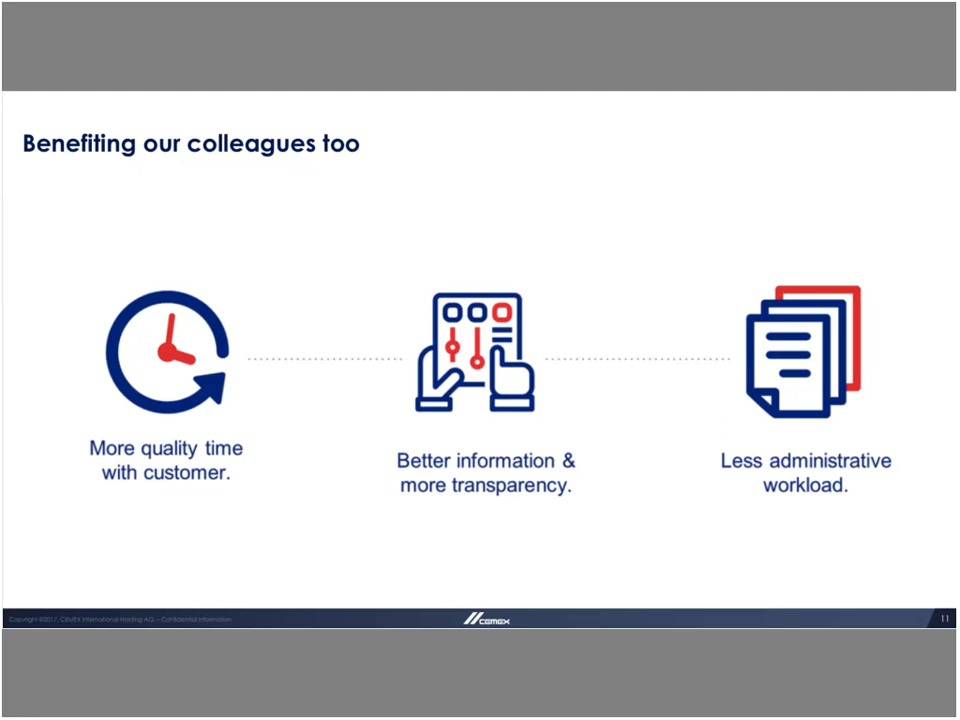 Benefiting our colleagues too
More quality time
with customer.
Better information &
more transparency.
Less administrative
workload.
Copyright ©2017, CEMEX International Holding AG. – Confidential Information
CEMEX
11